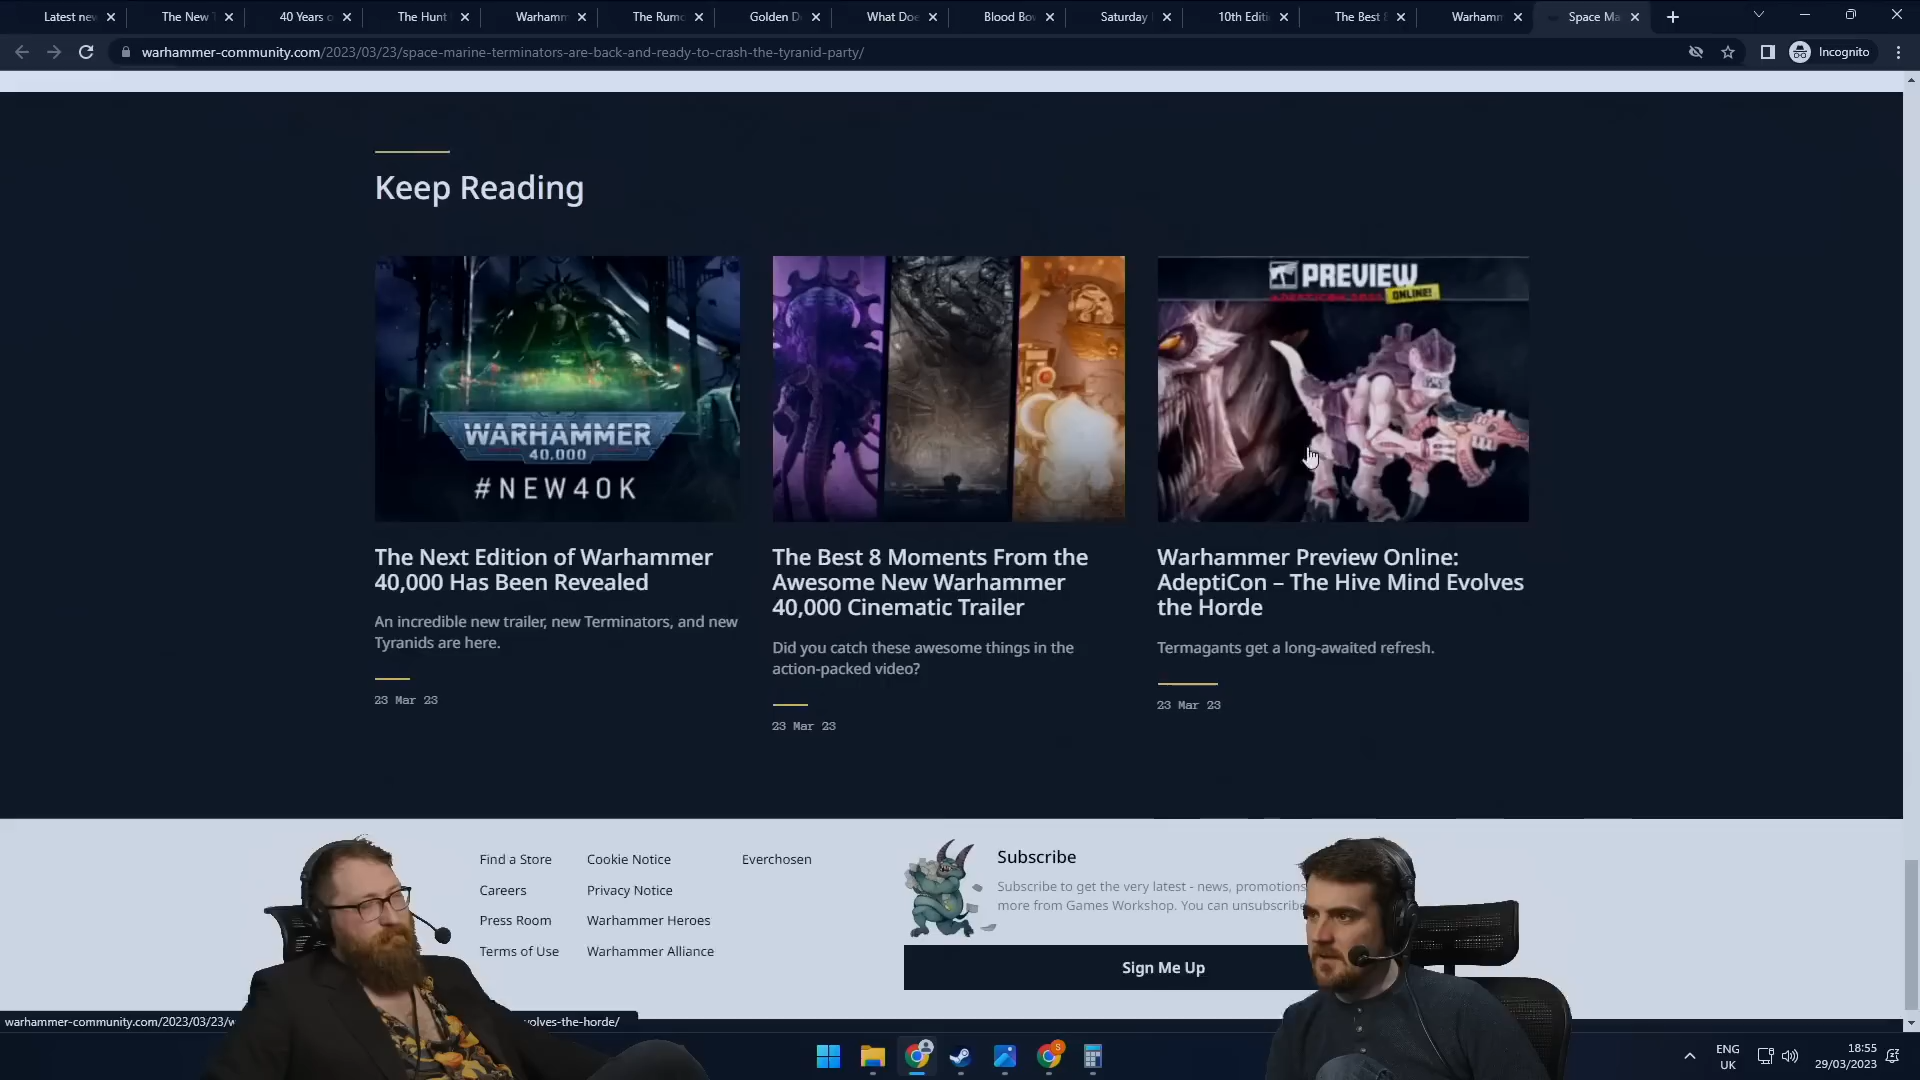 Latest nev
The New T
40 Years o
The Hunt
Warhamm
The Rumo
Golden D
What Doe
Blood Bow
Saturday
10th Editi
The Best
Warhamm
Space Ma
warhammer-community.com/2023/03/23/space-marine-terminators-are-back-and-ready-to-crash-the-tyranid-party/
Incognito
Keep Reading
WARHAMMER
40,000
#NEW40K
PREVIEW
ONLINE!
The Next Edition of Warhammer
40,000 Has Been Revealed
An incredible new trailer, new Terminators, and new
Tyranids are here.
23 Mar 23
The Best 8 Moments From the
Awesome New Warhammer
40,000 Cinematic Trailer
Did you catch these awesome things in the
action-packed video?
23 Mar 23
Warhammer Preview Online:
AdeptiCon – The Hive Mind Evolves
the Horde
Termagants get a long-awaited refresh.
23 Mar 23
Find a Store
Careers
Press Room
Terms of Use
Cookie Notice
Privacy Notice
Warhammer Heroes
Warhammer Alliance
Everchosen
Subscribe
Subscribe to get the very latest - news, promotions
more from Games Workshop. You can unsubscribe
Sign Me Up
warhammer-community.com/2023/03/23/w
volves-the-horde/
S
ENG
UK
18:55
29/03/2023